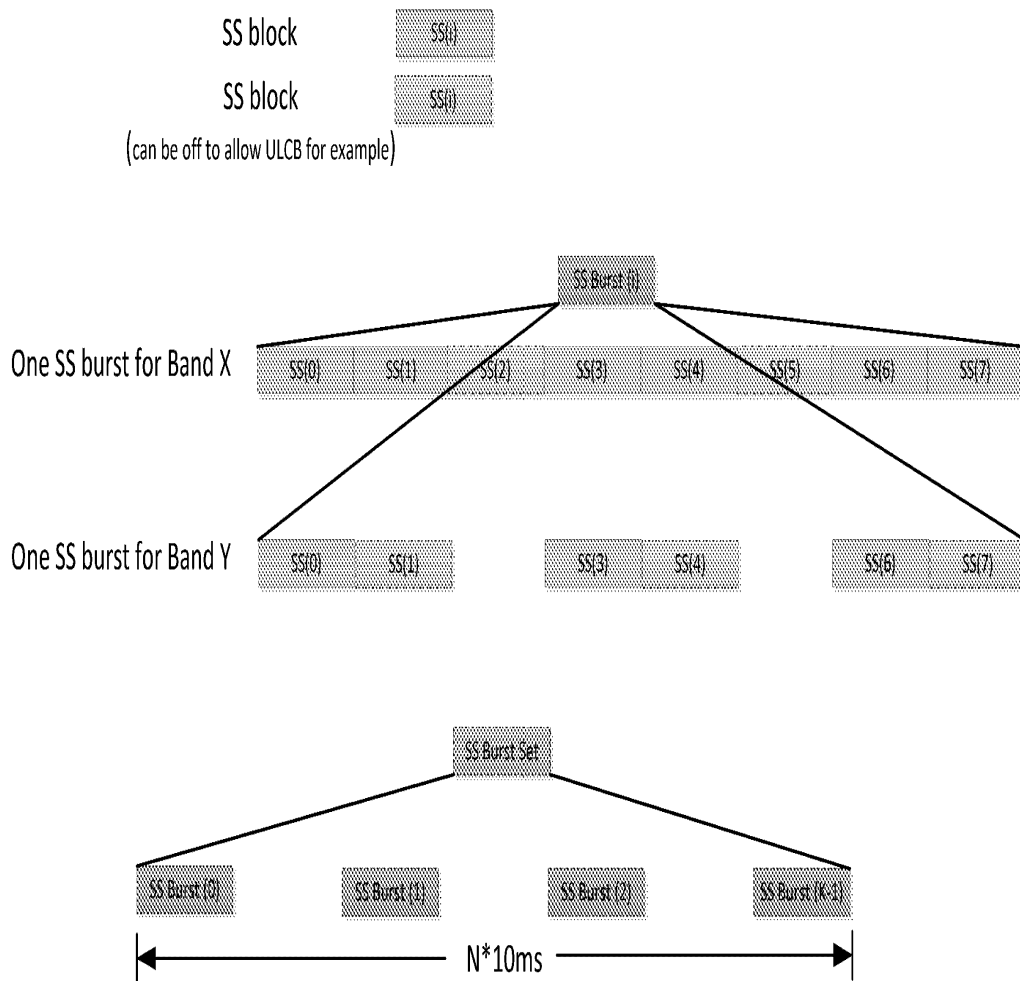 SS block SS(i)
SS block SS(i)
(can be off to allow ULCB for example)
SS Burst (i)
One SS burst for Band X SS(0) SS(1) SS(2) SS(3) SS(4) SS(5) SS(6) SS(7)
One SS burst for Band Y SS(0) SS(1) SS(3) SS(4) SS(6) SS(7)
SS Burst Set
SS Burst (0) SS Burst (1) SS Burst (2) SS Burst (K-1)
N*10ms